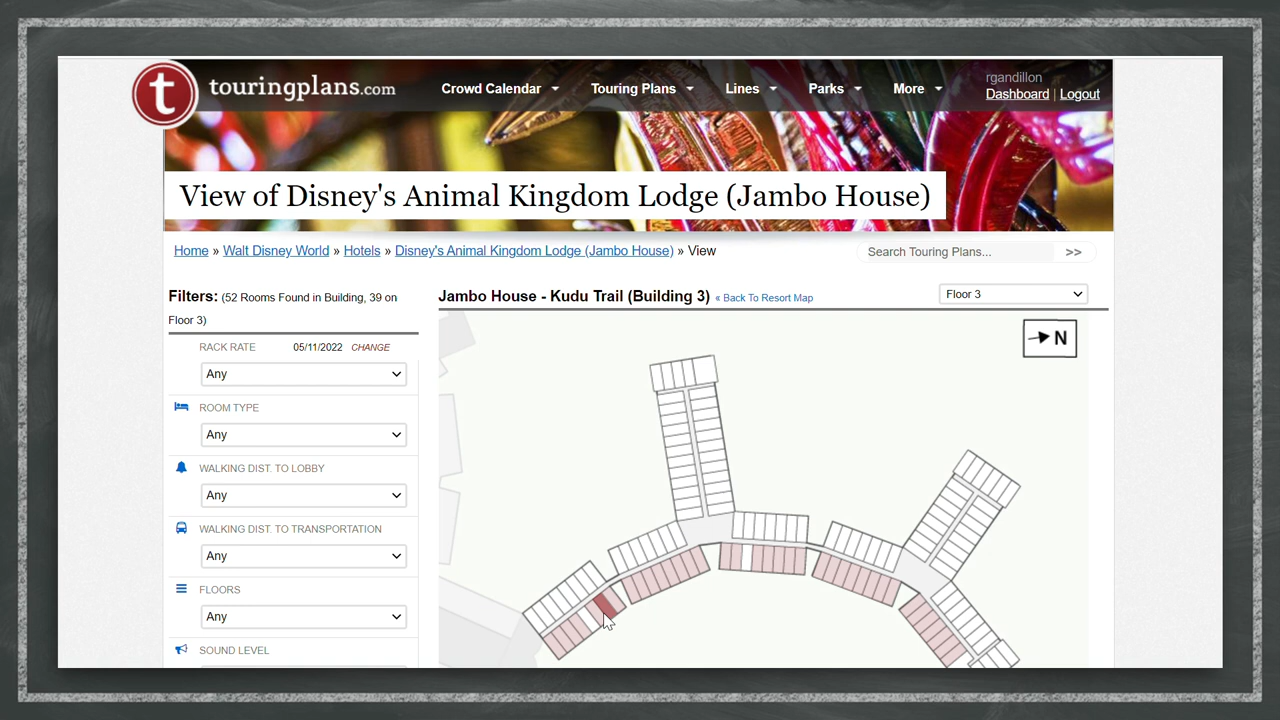 t touringplans.com
Crowd Calendar
Touring Plans
Lines
Parks
More
rgandillon
Dashboard | Logout
View of Disney's Animal Kingdom Lodge (Jambo House)
Home » Walt Disney World » Hotels » Disney's Animal Kingdom Lodge (Jambo House) » View
Search Touring Plans...
>>
Filters: (52 Rooms Found in Building, 39 on
Floor 3)
Jambo House - Kudu Trail (Building 3) « Back To Resort Map
Floor 3
RACK RATE 05/11/2022 CHANGE
Any
ROOM TYPE
Any
WALKING DIST. TO LOBBY
Any
WALKING DIST. TO TRANSPORTATION
Any
FLOORS
Any
SOUND LEVEL
N